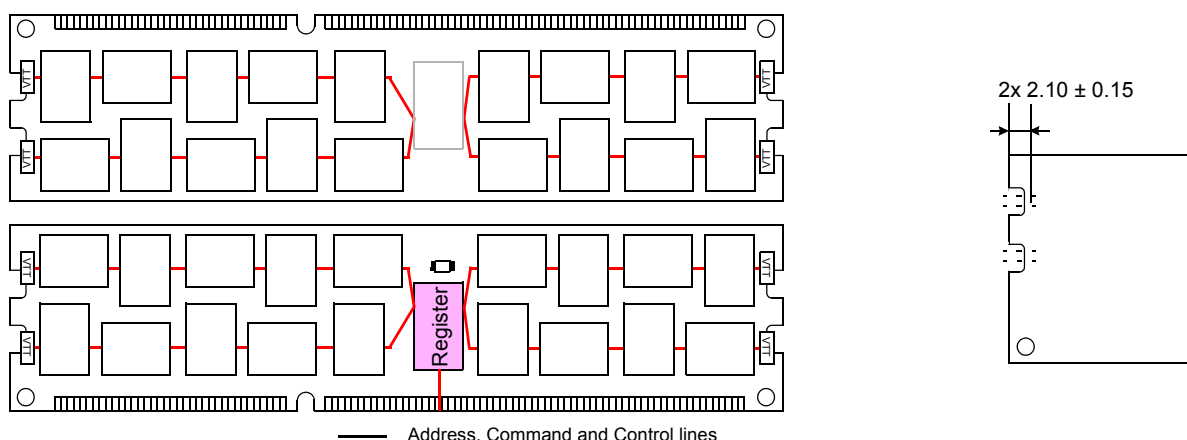 VTT
VTT
2x 2.10 ± 0.15
VTT
VTT
VTT
VTT
Register
VTT
VTT
Address, Command and Control lines